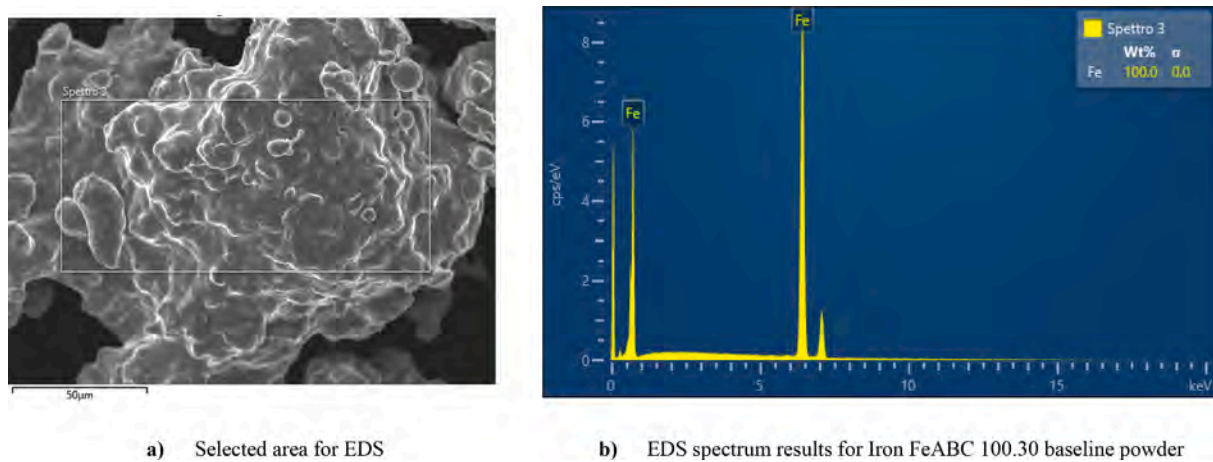 Spettro 3
50µm
Fe
Fe
Spettro 3
Wt% σ
Fe 100.0 0.0
cps/eV
8
6
4
2
0
0 5 10 15 keV
a) Selected area for EDS
b) EDS spectrum results for Iron FeABC 100.30 baseline powder